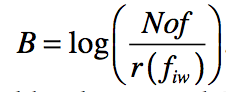 B = log(Nof / r(f_iw))